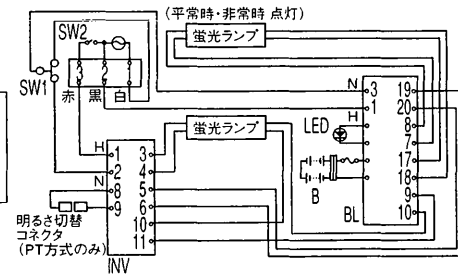 (平常時・非常時 点灯)
蛍光ランプ
SW2
SW1
3 2 1
赤 黒 白
蛍光ランプ
LED
B
N
H
3 19
1 20
8
7
17
18
9
10
BL
H
N
1 3
2 4
8 5
9 6
10
11
INV
明るさ切替
コネクタ
(PT方式のみ)